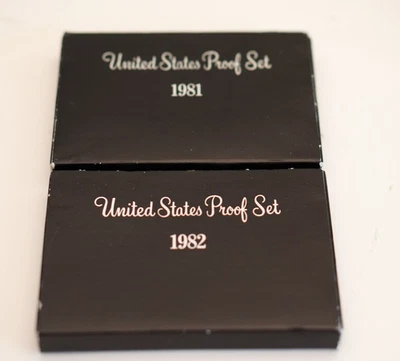 United States Proof Set
1981
United States Proof Set
1982